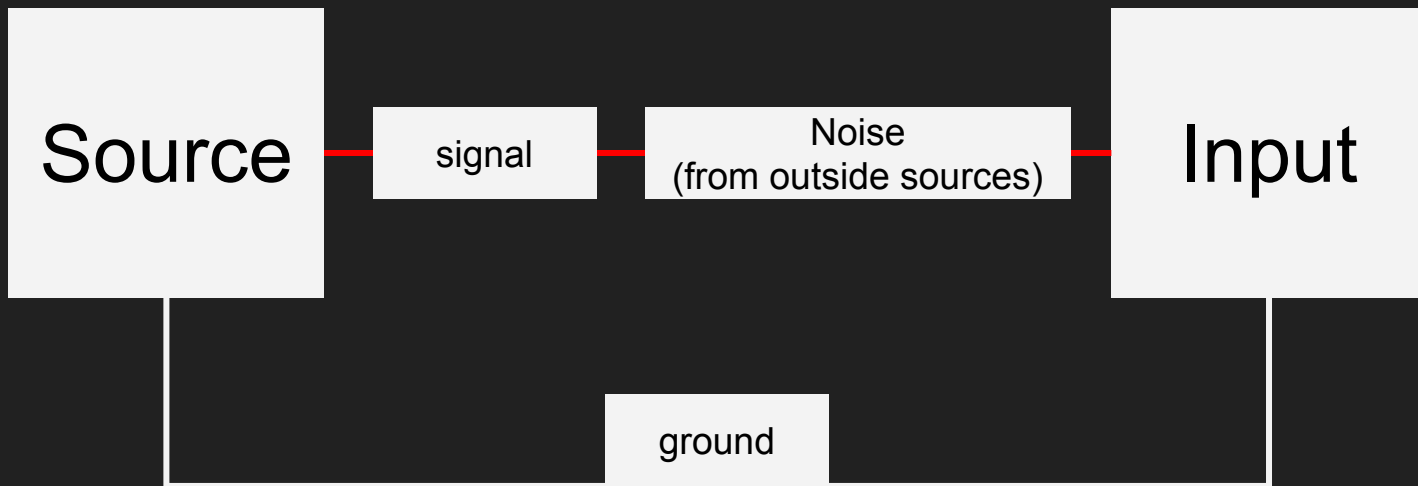 Source
signal
Noise
(from outside sources)
Input
ground